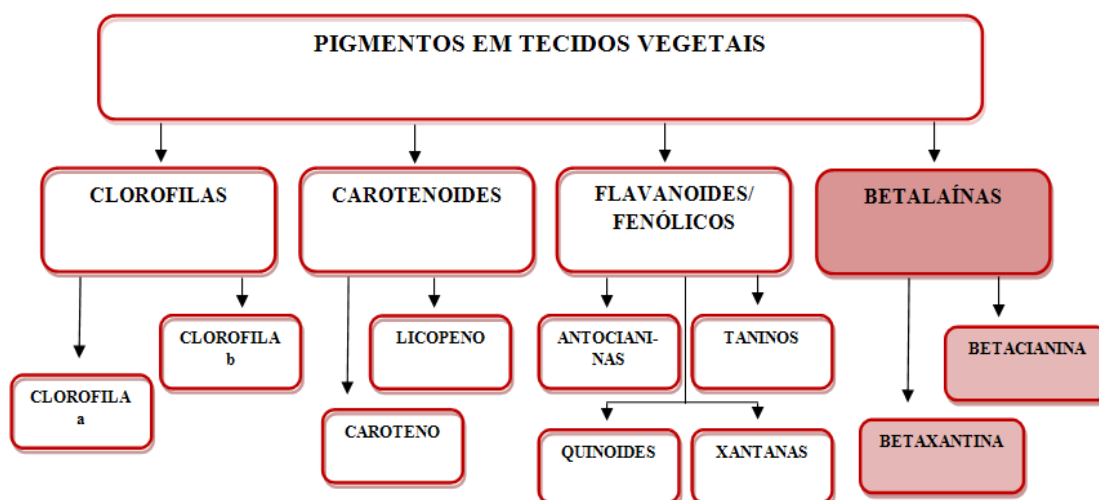 PIGMENTOS EM TECIDOS VEGETAIS
CLOROFILAS
CAROTENOIDES
FLAVANOIDES/
FENÓLICOS
BETALAÍNAS
CLOROFILA
a
CLOROFILA
b
CAROTENO
LICOPENO
ANTOCIANI-
NAS
TANINOS
QUINOIDES
XANTANAS
BETAXANTINA
BETACIANINA